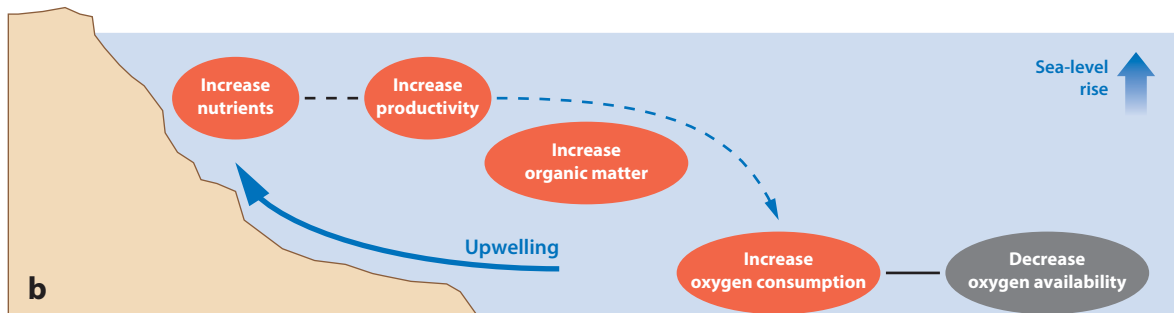 Increase
nutrients
Increase
productivity
Sea-level
rise
Increase
organic matter
Upwelling
Increase
oxygen consumption
Decrease
oxygen availability
b